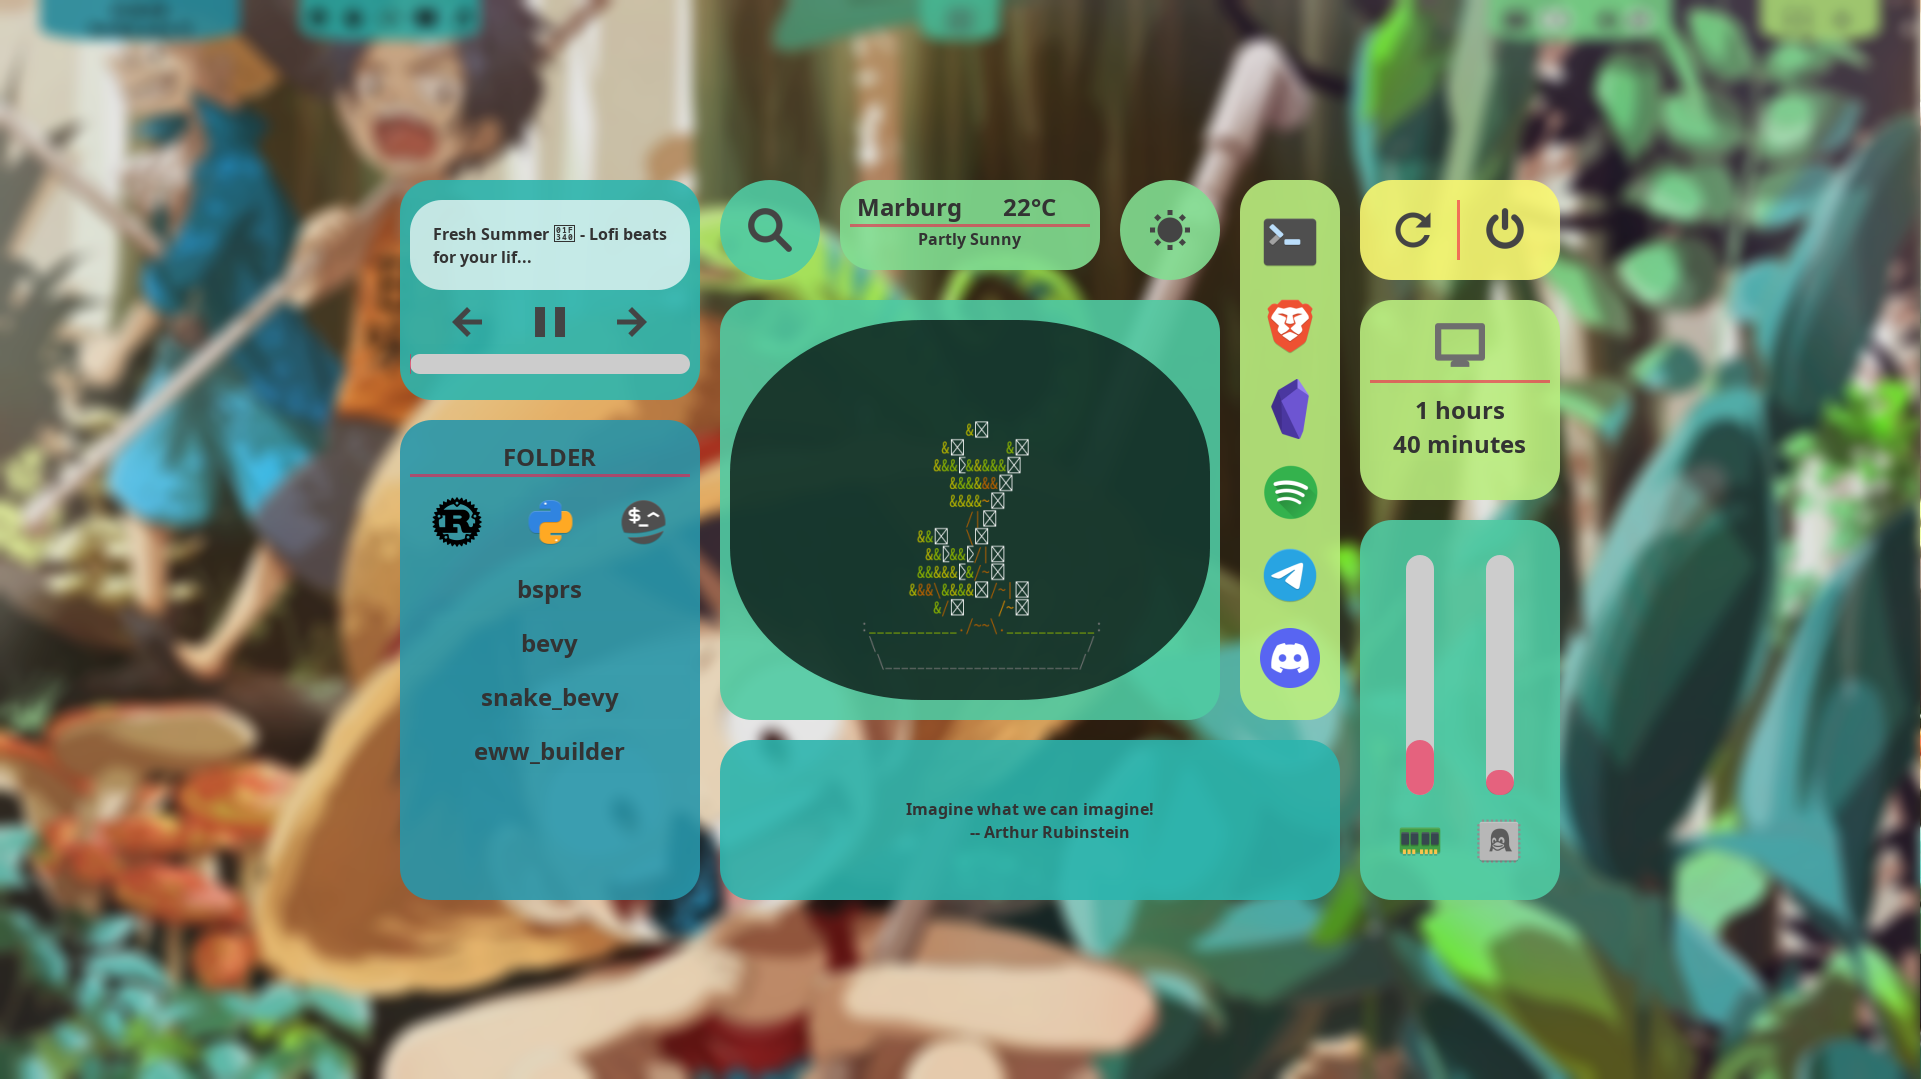 Fresh Summer 🍀 - Lofi beats
for your lif...
Marburg 22°C
Partly Sunny
1 hours
40 minutes
FOLDER
bsprs
bevy
snake_bevy
eww_builder
Imagine what we can imagine!
-- Arthur Rubinstein